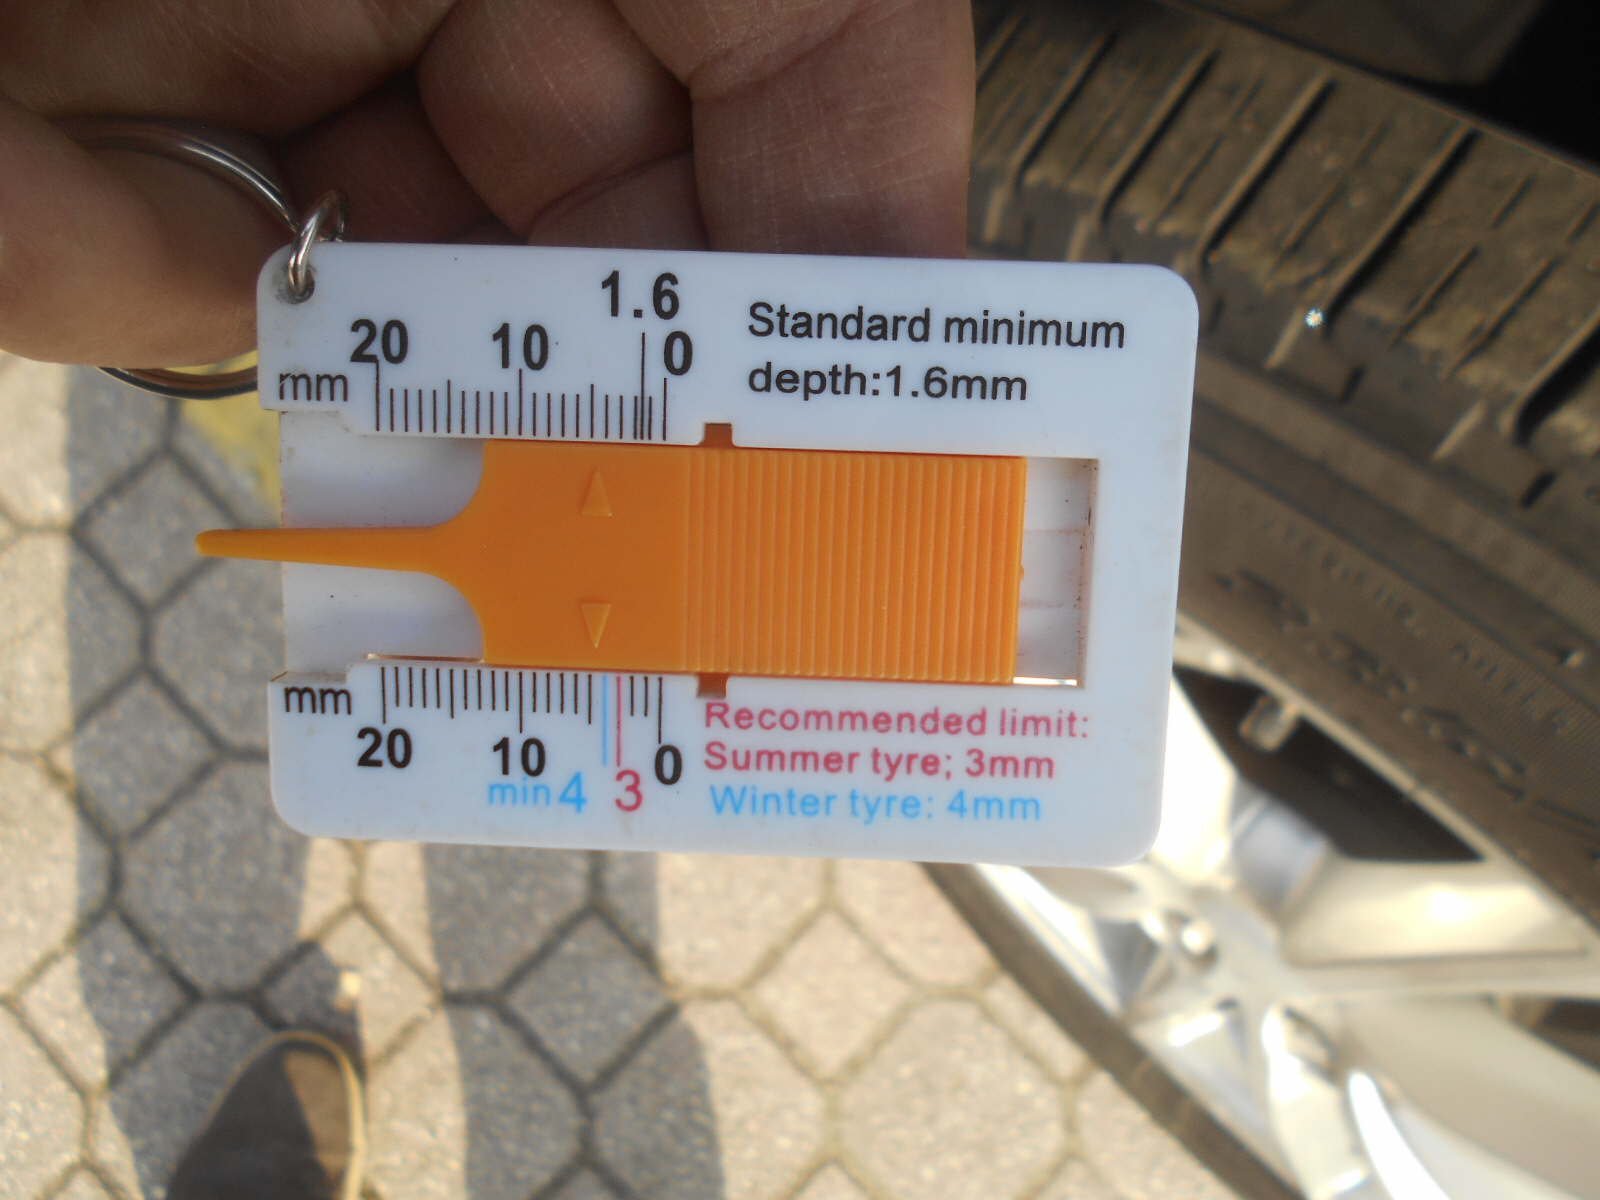 1.6
20 10 0
mm
Standard minimum
depth:1.6mm
mm
20 10 0
min 4 3
Recommended limit:
Summer tyre; 3mm
Winter tyre: 4mm